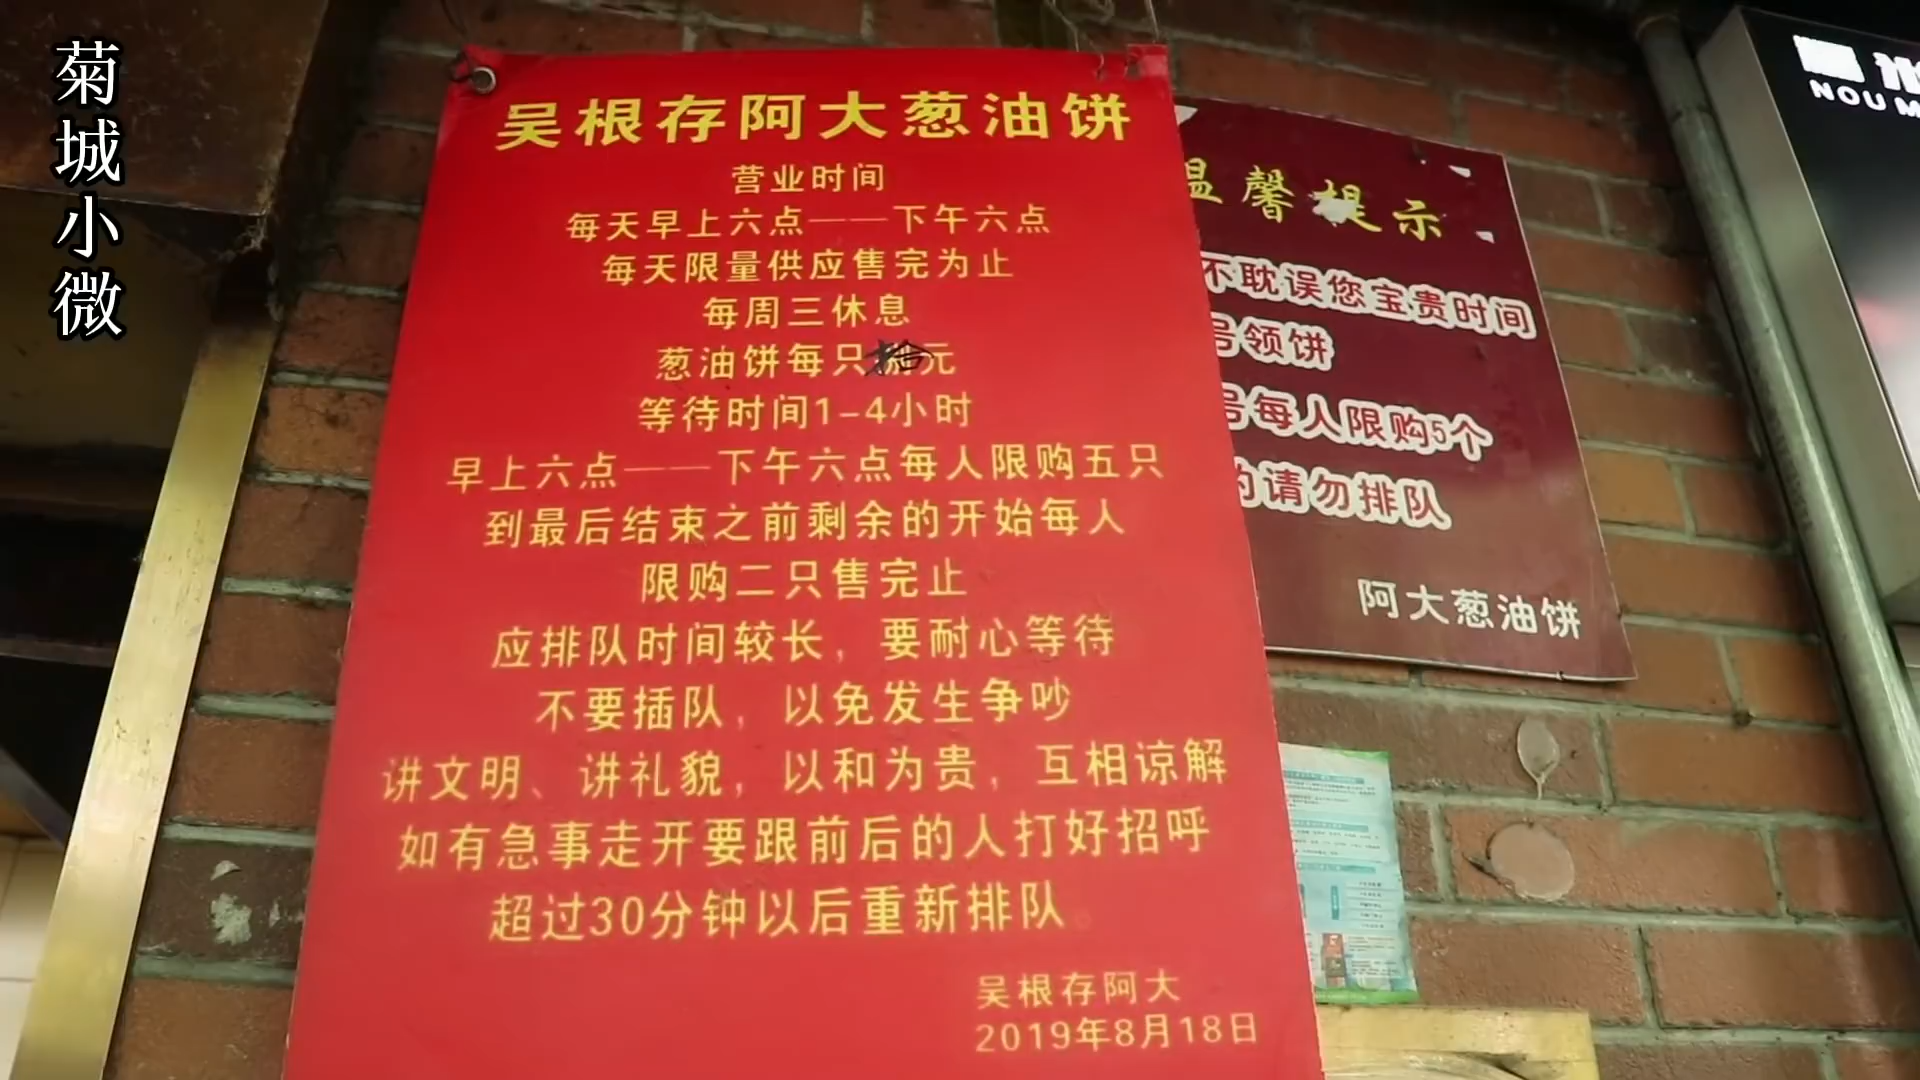 菊城小微
吴根存阿大葱油饼
营业时间
每天早上六点——下午六点
每天限量供应售完为止
每周三休息
葱油饼每只拾元
等待时间1-4小时
早上六点——下午六点每人限购五只
到最后结束之前剩余的开始每人
限购二只售完止
应排队时间较长，要耐心等待
不要插队，以免发生争吵
讲文明、讲礼貌，以和为贵，互相谅解
如有急事走开要跟前后的人打好招呼
超过30分钟以后重新排队。
吴根存阿大
2019年8月18日
温馨提示
不耽误您宝贵时间
号领饼
号每人限购5个
的请勿排队
阿大葱油饼
NOU